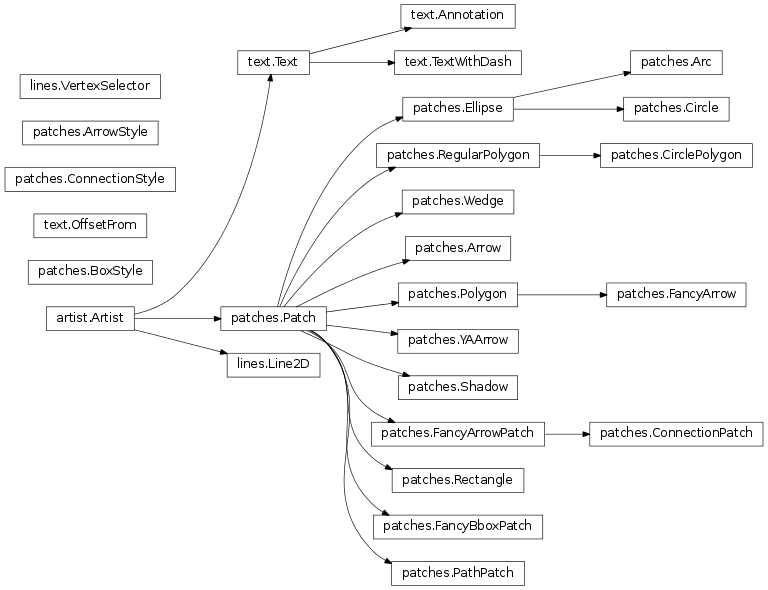 text.Annotation
text.Text
text.TextWithDash
patches.Arc
lines.VertexSelector
patches.Ellipse
patches.Circle
patches.ArrowStyle
patches.RegularPolygon
patches.CirclePolygon
patches.ConnectionStyle
patches.Wedge
text.OffsetFrom
patches.Arrow
patches.BoxStyle
patches.Polygon
patches.FancyArrow
artist.Artist
patches.Patch
patches.YAArrow
lines.Line2D
patches.Shadow
patches.FancyArrowPatch
patches.ConnectionPatch
patches.Rectangle
patches.FancyBboxPatch
patches.PathPatch